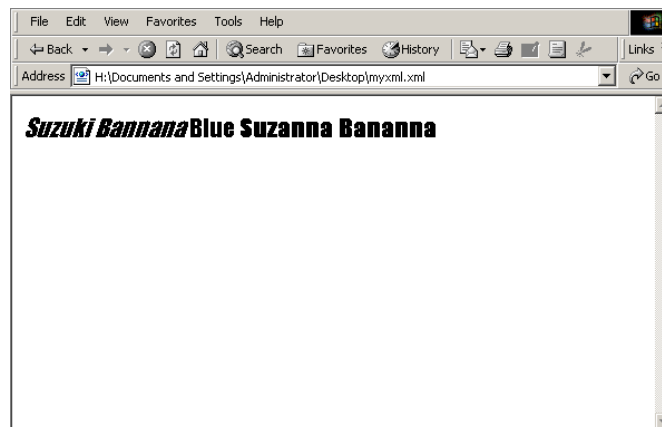 File Edit View Favorites Tools Help
Back Search Favorites History Links
Address H:\Documents and Settings\Administrator\Desktop\myxml.xml Go
Suzuki Bannana Blue Suzanna Bananna